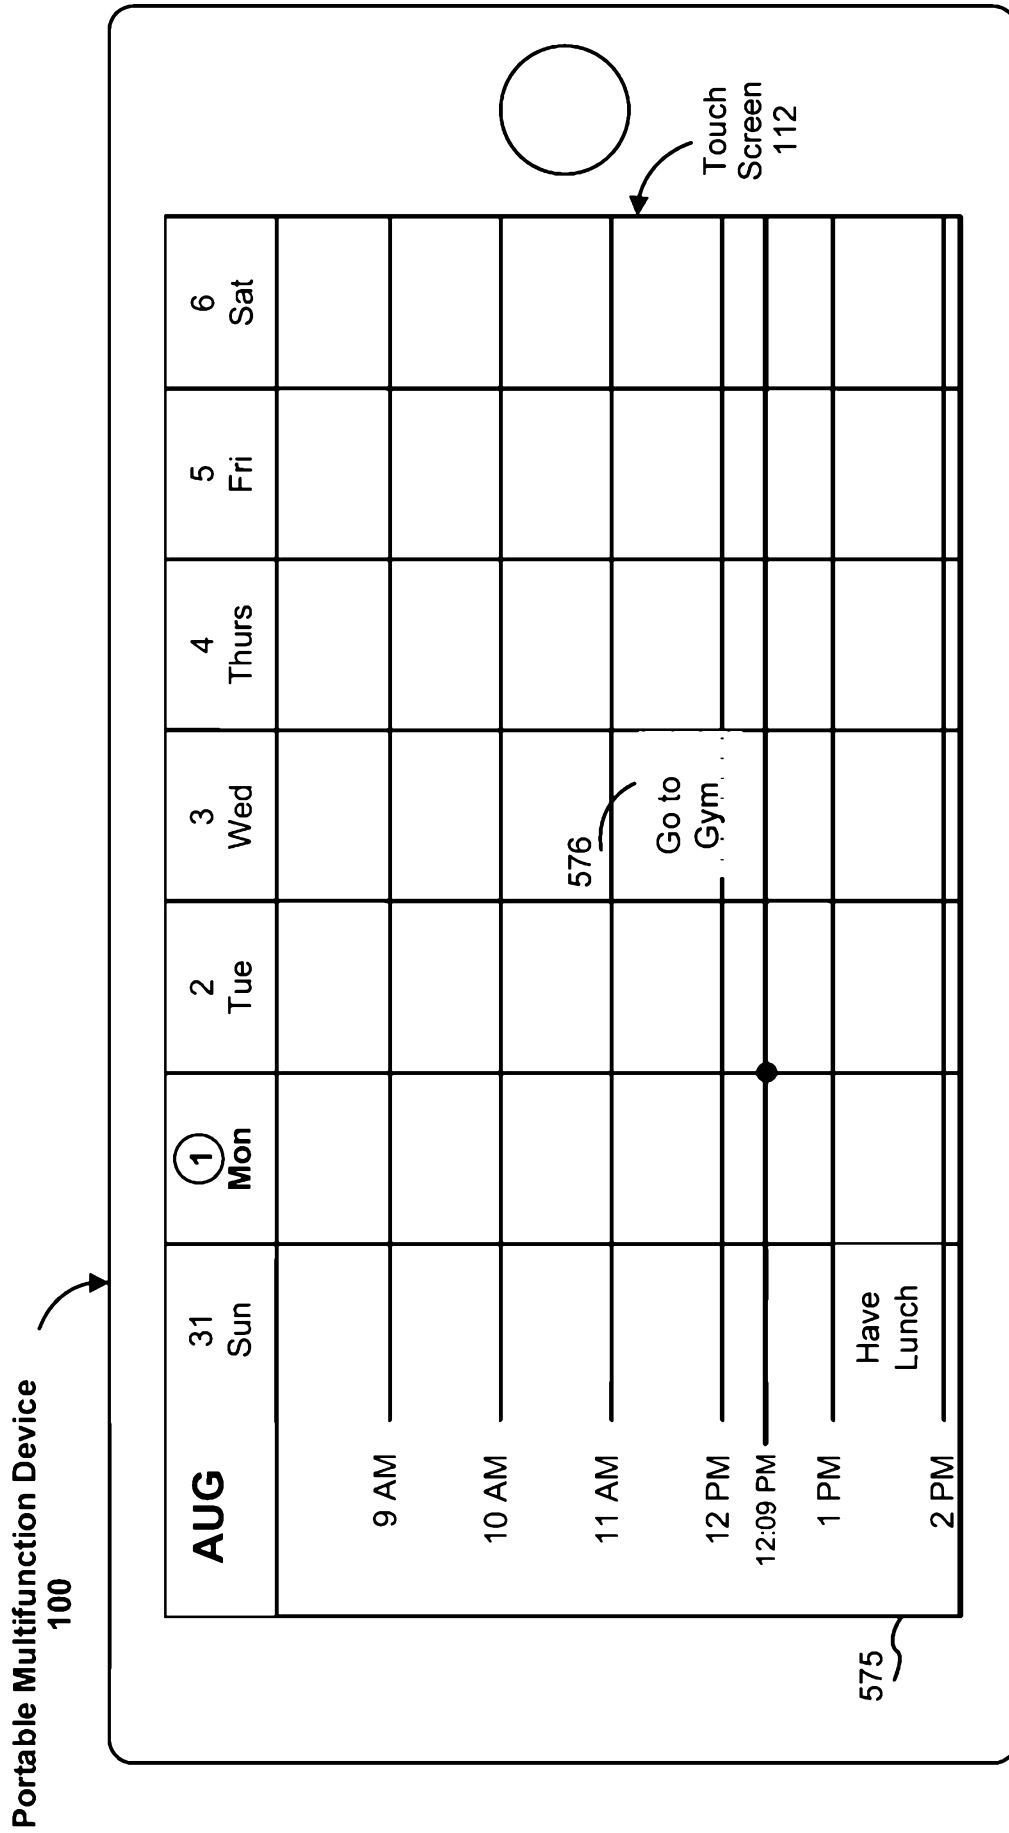 Portable Multifunction Device
100
AUG
31
Sun
1
Mon
2
Tue
3
Wed
4
Thurs
5
Fri
6
Sat
9 AM
10 AM
11 AM
12 PM
12:09 PM
1 PM
2 PM
576
Go to
Gym
Have
Lunch
575
Touch
Screen
112